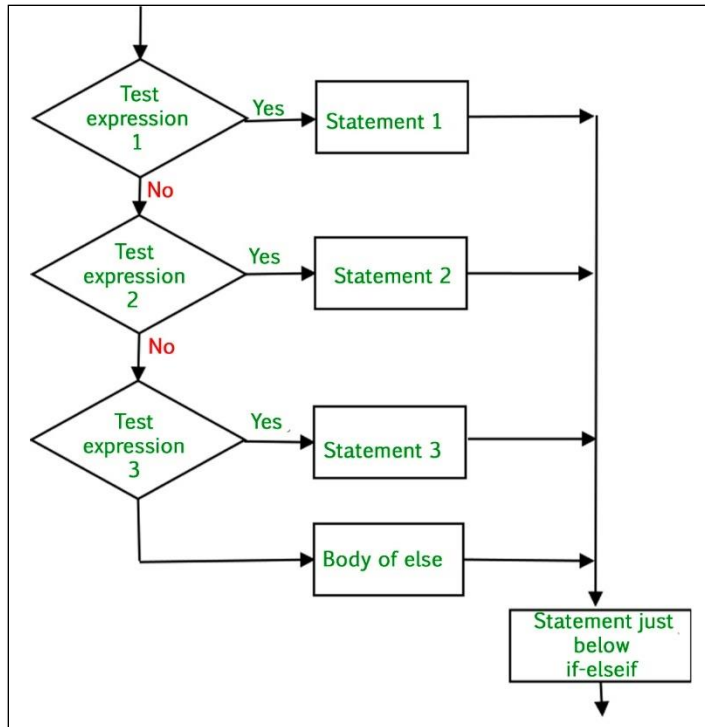 Test
expression
1
Yes
Statement 1
No
Test
expression
2
Yes
Statement 2
No
Test
expression
3
Yes
Statement 3
Body of else
Statement just
below
if-elseif